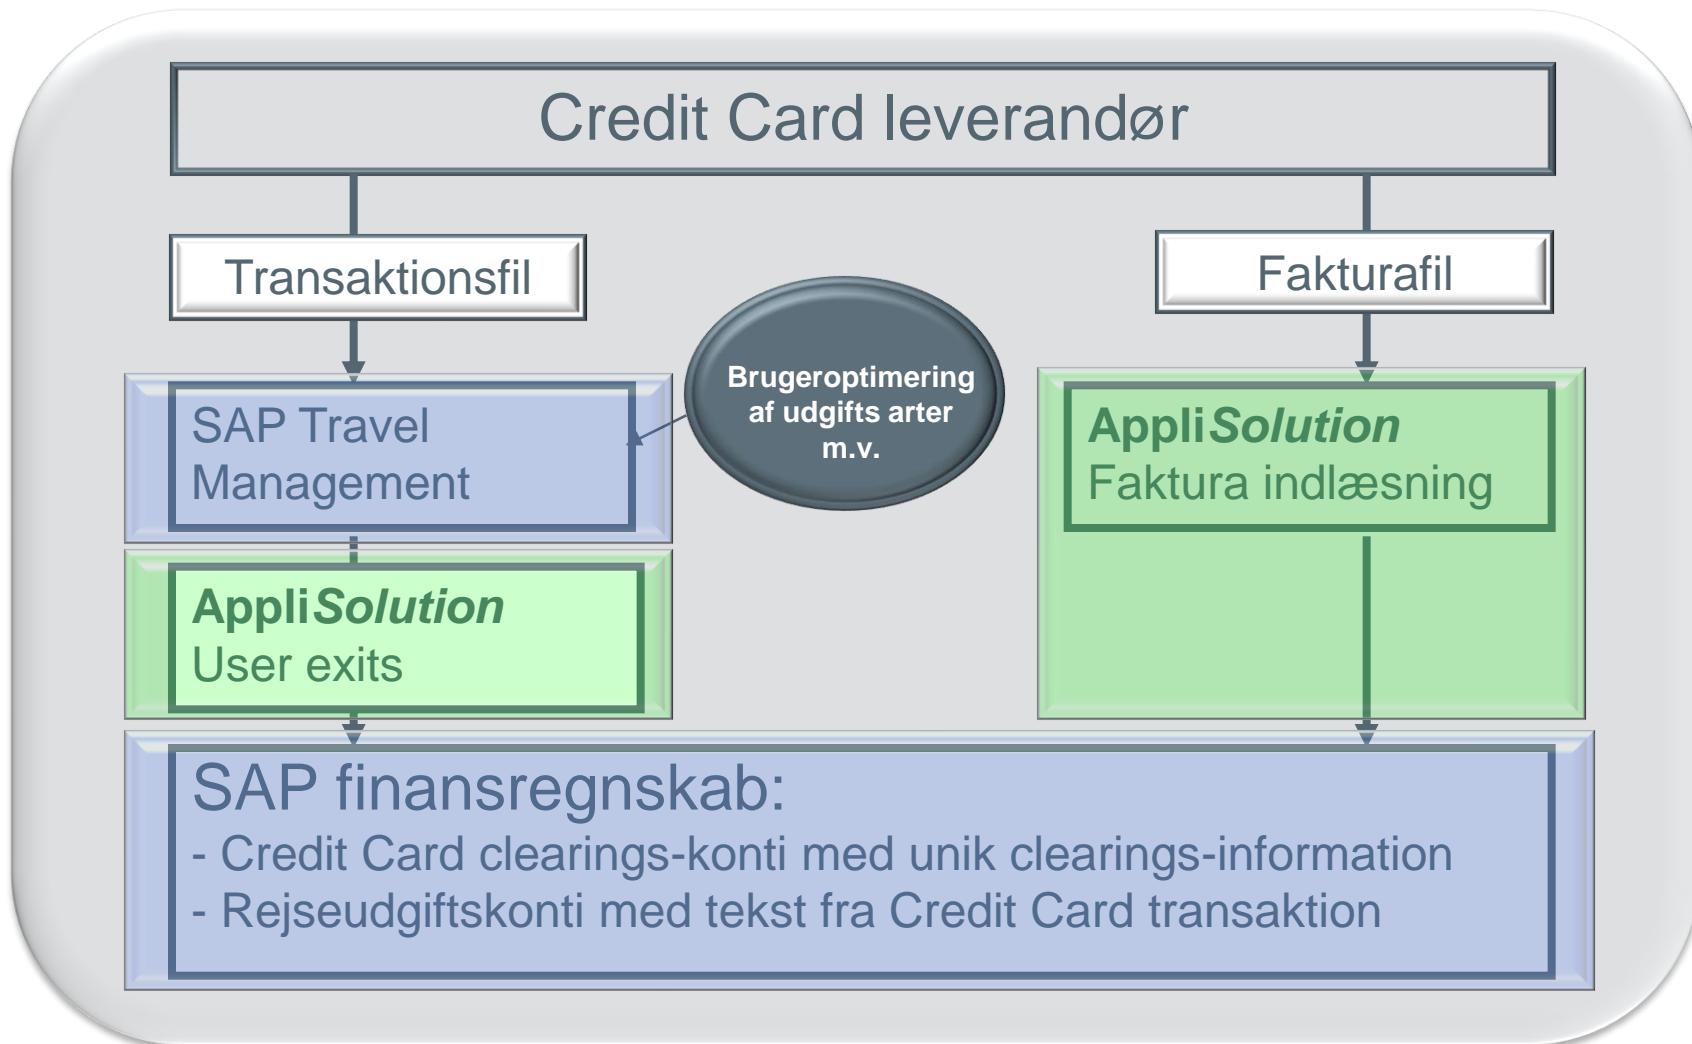 Credit Card leverandør
Transaktionsfil
Fakturafil
Brugeroptimering
af udgifts arter
m.v.
SAP Travel
Management
AppliSolution
Faktura indlæsning
AppliSolution
User exits
SAP finansregnskab:
- Credit Card clearings-konti med unik clearings-information
- Rejseudgiftskonti med tekst fra Credit Card transaktion